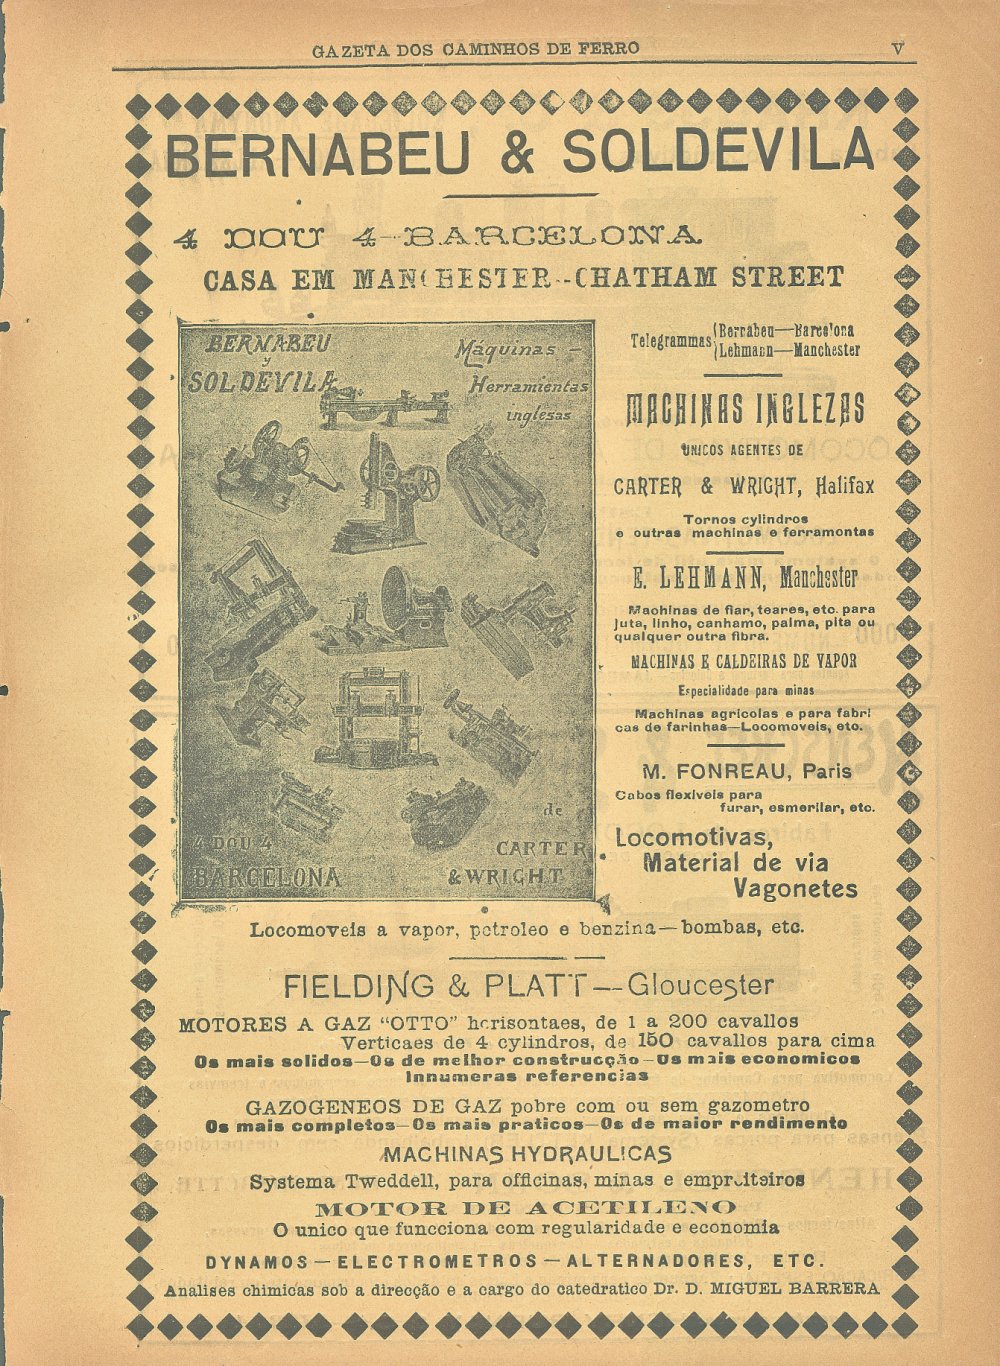 GAZETA DOS CAMINHOS DE FERRO
V
BERNABEU & SOLDEVILA
4 DOU 4—BARCELONA
CASA EM MANCHESTER--CHATHAM STREET
BERNABEU
y
SOLDEVILA
Máquinas —
Herramientas
inglesas
4 DOU 4
BARCELONA
de
CARTER
& WRIGHT
Telegrammas
Bernabeu—Barcelona
Lehmann—Manchester
MACHINAS INGLEZAS
UNICOS AGENTES DE
CARTER & WRIGHT, Halifax
Tornos cylindros
e outras machinas e ferramontas
E. LEHMANN, Manchester
Machinas de fiar, teares, etc. para
juta, linho, canhamo, palma, pita ou
qualquer outra fibra.
MACHINAS E CALDEIRAS DE VAPOR
Especialidade para minas
Machinas agricolas e para fabri
cas de farinhas—Locomoveis, etc.
M. FONREAU, Paris
Cabos flexiveis para
furar, esmerilar, etc.
Locomotivas,
Material de via
Vagonetes
Locomoveis a vapor, petroleo e benzina—bombas, etc.
FIELDING & PLATT—Gloucester
MOTORES A GAZ “OTTO” horisontaes, de 1 a 200 cavallos
Verticaes de 4 cylindros, de 150 cavallos para cima
Os mais solidos—Os de melhor construcção—Os mais economicos
Innumeras referencias
GAZOGENEOS DE GAZ pobre com ou sem gazometro
Os mais completos—Os mais praticos—Os de maior rendimento
MACHINAS HYDRAULICAS
Systema Tweddell, para officinas, minas e empreiteiros
MOTOR DE ACETILENO
O unico que funcciona com regularidade e economia
DYNAMOS—ELECTROMETROS—ALTERNADORES, ETC.
Analises chimicas sob a direcção e a cargo do catedratico Dr. D. MIGUEL BARRERA